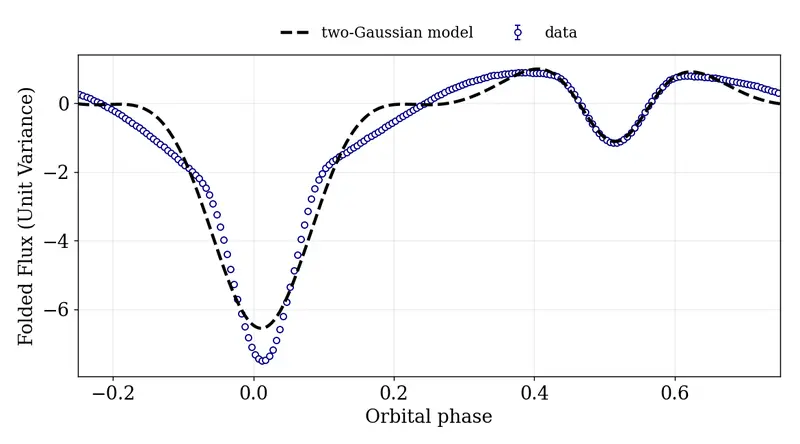 two-Gaussian model
data
Folded Flux (Unit Variance)
0
−2
−4
−6
−0.2
0.0
0.2
0.4
0.6
Orbital phase